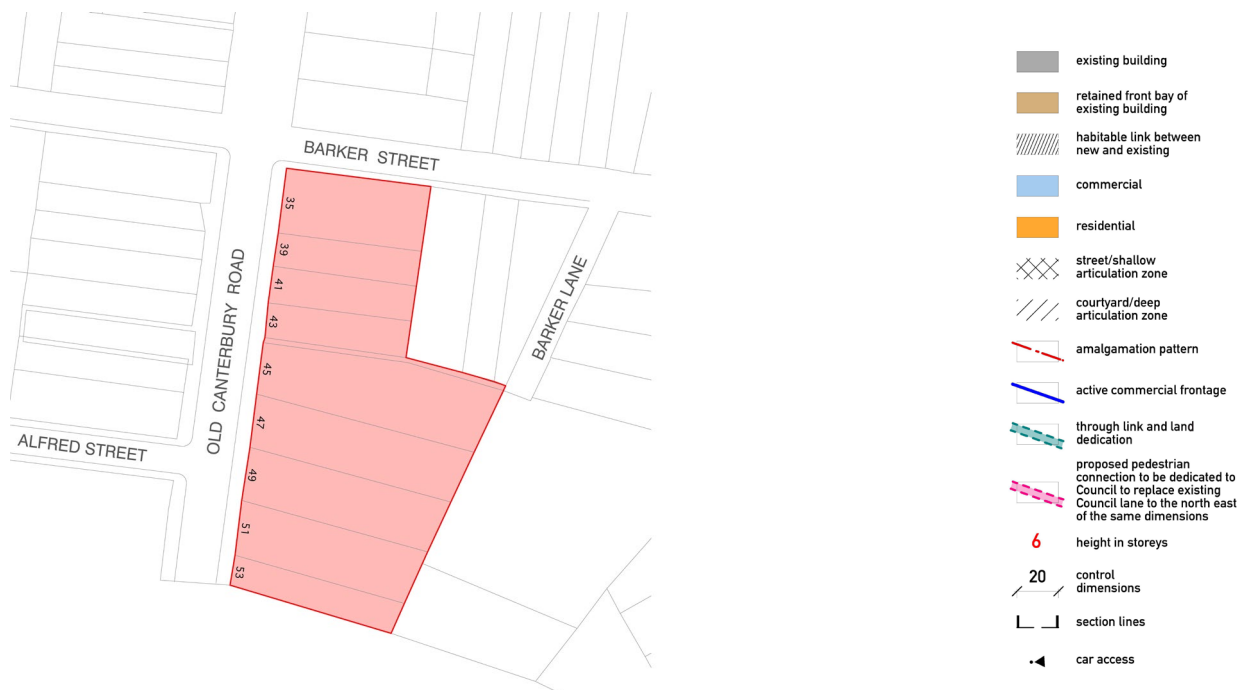 BARKER STREET
35
39
41
43
45
47
49
51
53
OLD CANTERBURY ROAD
BARKER LANE
ALFRED STREET
existing building
retained front bay of
existing building
habitable link between
new and existing
commercial
residential
street/shallow
articulation zone
courtyard/deep
articulation zone
amalgamation pattern
active commercial frontage
through link and land
dedication
proposed pedestrian
connection to be dedicated to
Council to replace existing
Council lane to the north east
of the same dimensions
6
height in storeys
20
control
dimensions
section lines
car access